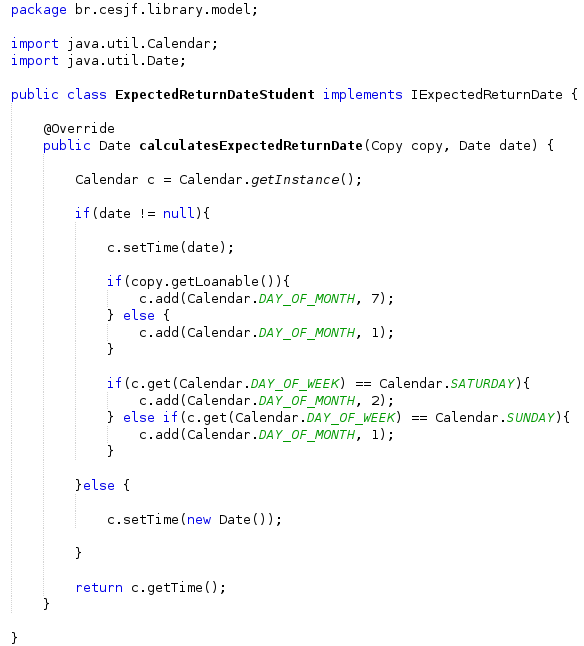 package br.cesjf.library.model;

import java.util.Calendar;
import java.util.Date;

public class ExpectedReturnDateStudent implements IExpectedReturnDate {

    @Override
    public Date calculatesExpectedReturnDate(Copy copy, Date date) {

        Calendar c = Calendar.getInstance();

        if(date != null){

            c.setTime(date);

            if(copy.getLoanable()){
                c.add(Calendar.DAY_OF_MONTH, 7);
            } else {
                c.add(Calendar.DAY_OF_MONTH, 1);
            }

            if(c.get(Calendar.DAY_OF_WEEK) == Calendar.SATURDAY){
                c.add(Calendar.DAY_OF_MONTH, 2);
            } else if(c.get(Calendar.DAY_OF_WEEK) == Calendar.SUNDAY){
                c.add(Calendar.DAY_OF_MONTH, 1);
            }

        }else {

            c.setTime(new Date());

        }

        return c.getTime();
    }

}